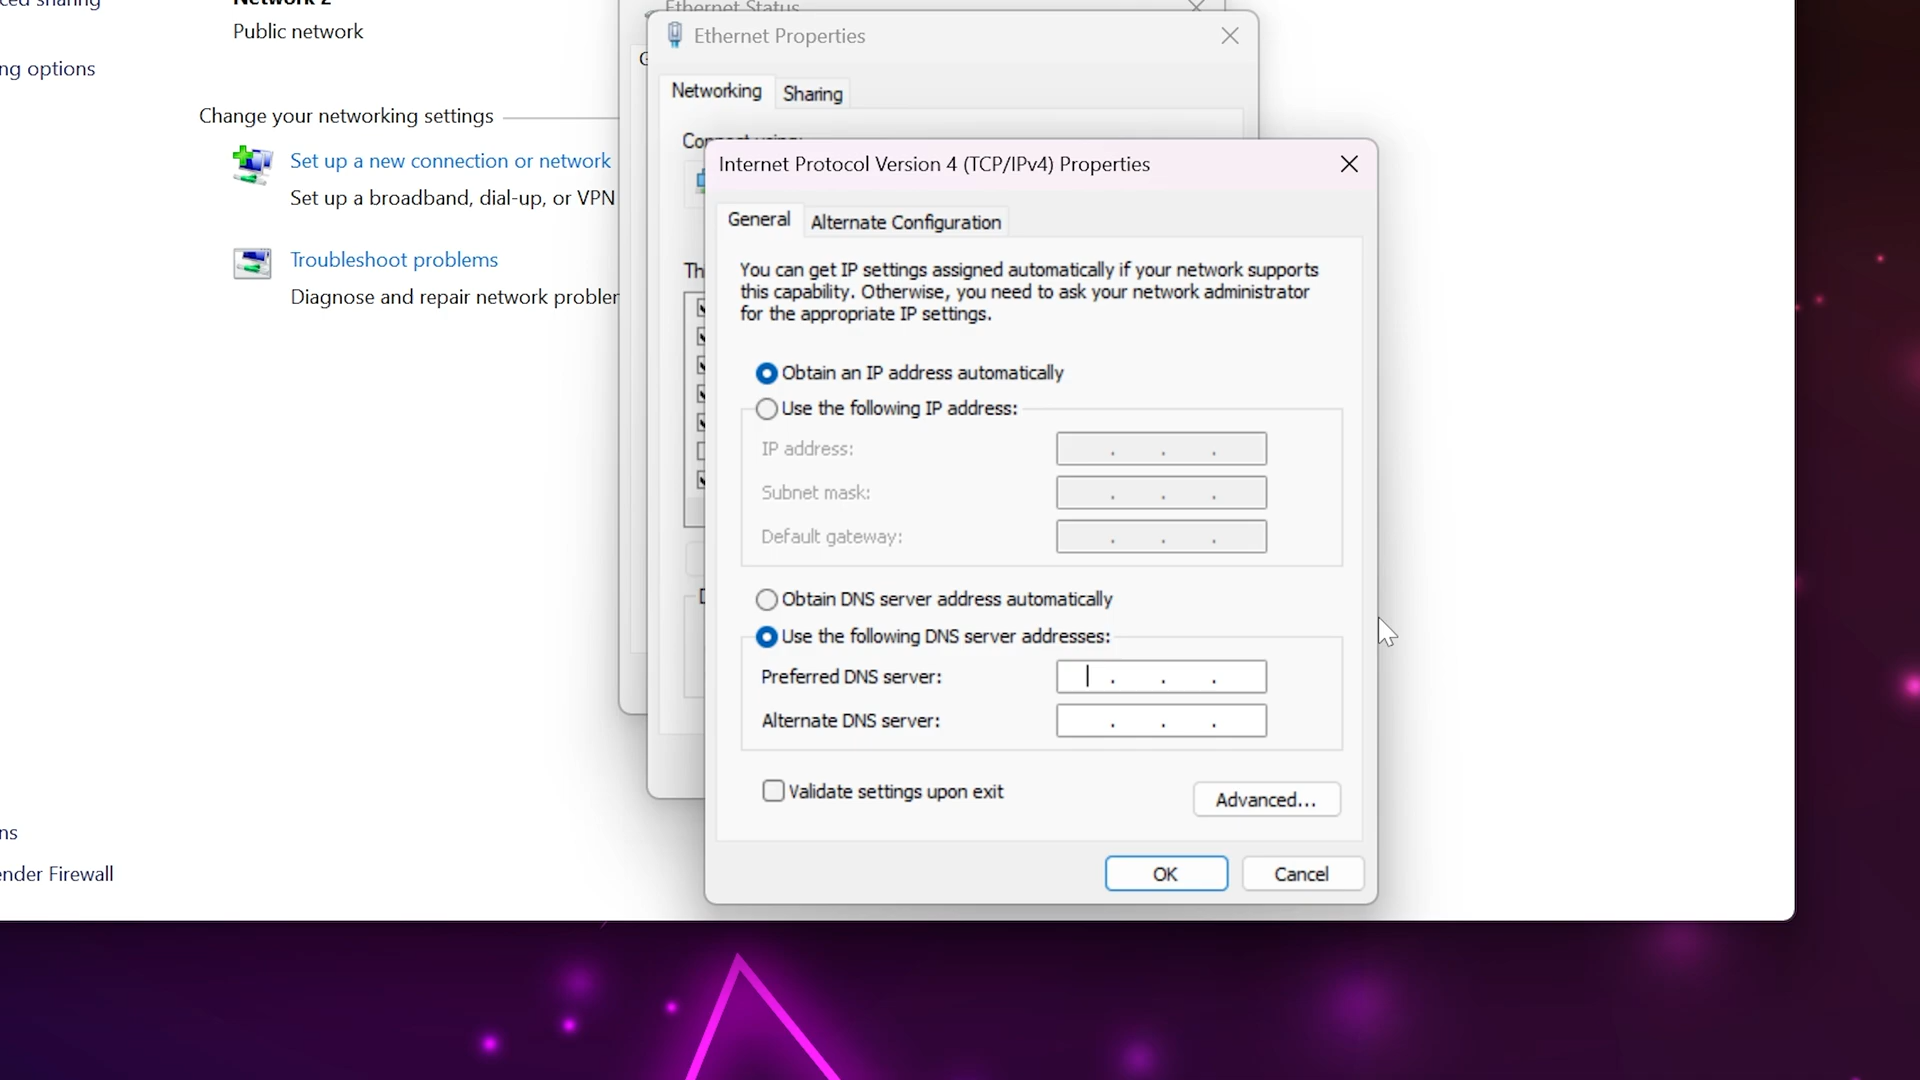 Public network
ng options
Change your networking settings
Set up a new connection or network
Set up a broadband, dial-up, or VPN
Troubleshoot problems
Diagnose and repair network probler
ns
ender Firewall
Ethernet Status
Ethernet Properties
Networking
Sharing
Th
Internet Protocol Version 4 (TCP/IPv4) Properties
General
Alternate Configuration
You can get IP settings assigned automatically if your network supports
this capability. Otherwise, you need to ask your network administrator
for the appropriate IP settings.
Obtain an IP address automatically
Use the following IP address:
IP address:
Subnet mask:
Default gateway:
Obtain DNS server address automatically
Use the following DNS server addresses:
Preferred DNS server:
Alternate DNS server:
Validate settings upon exit
Advanced...
OK
Cancel